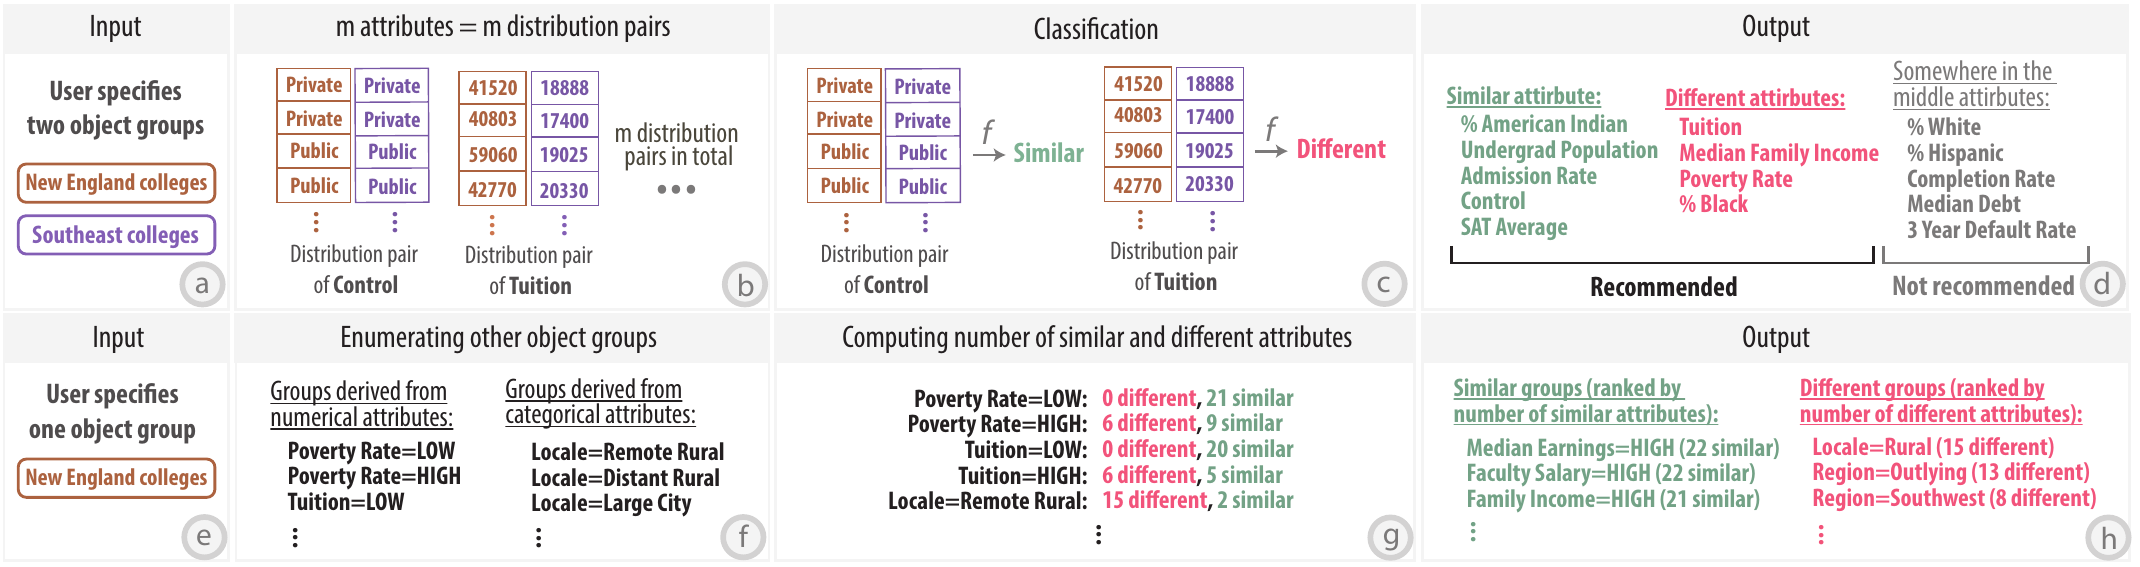 Input
User specifies
two object groups
New England colleges
Southeast colleges
a
m attributes = m distribution pairs
Private Private
Private Private
Public Public
Public Public
Distribution pair
of Control
41520 18888
40803 17400
59060 19025
42770 20330
Distribution pair
of Tuition
m distribution
pairs in total
b
Classification
Private Private
Private Private
Public Public
Public Public
Distribution pair
of Control
f
Similar
41520 18888
40803 17400
59060 19025
42770 20330
Distribution pair
of Tuition
f
Different
c
Output
Similar attirbute:
% American Indian
Undergrad Population
Admission Rate
Control
SAT Average
Different attirbutes:
Tuition
Median Family Income
Poverty Rate
% Black
Recommended
Somewhere in the
middle attirbutes:
% White
% Hispanic
Completion Rate
Median Debt
3 Year Default Rate
Not recommended
d
Input
User specifies
one object group
New England colleges
e
Enumerating other object groups
Groups derived from
numerical attributes:
Poverty Rate=LOW
Poverty Rate=HIGH
Tuition=LOW
Groups derived from
categorical attributes:
Locale=Remote Rural
Locale=Distant Rural
Locale=Large City
f
Computing number of similar and different attributes
Poverty Rate=LOW: 0 different, 21 similar
Poverty Rate=HIGH: 6 different, 9 similar
Tuition=LOW: 0 different, 20 similar
Tuition=HIGH: 6 different, 5 similar
Locale=Remote Rural: 15 different, 2 similar
g
Output
Similar groups (ranked by
number of similar attributes):
Median Earnings=HIGH (22 similar)
Faculty Salary=HIGH (22 similar)
Family Income=HIGH (21 similar)
Different groups (ranked by
number of different attributes):
Locale=Rural (15 different)
Region=Outlying (13 different)
Region=Southwest (8 different)
h